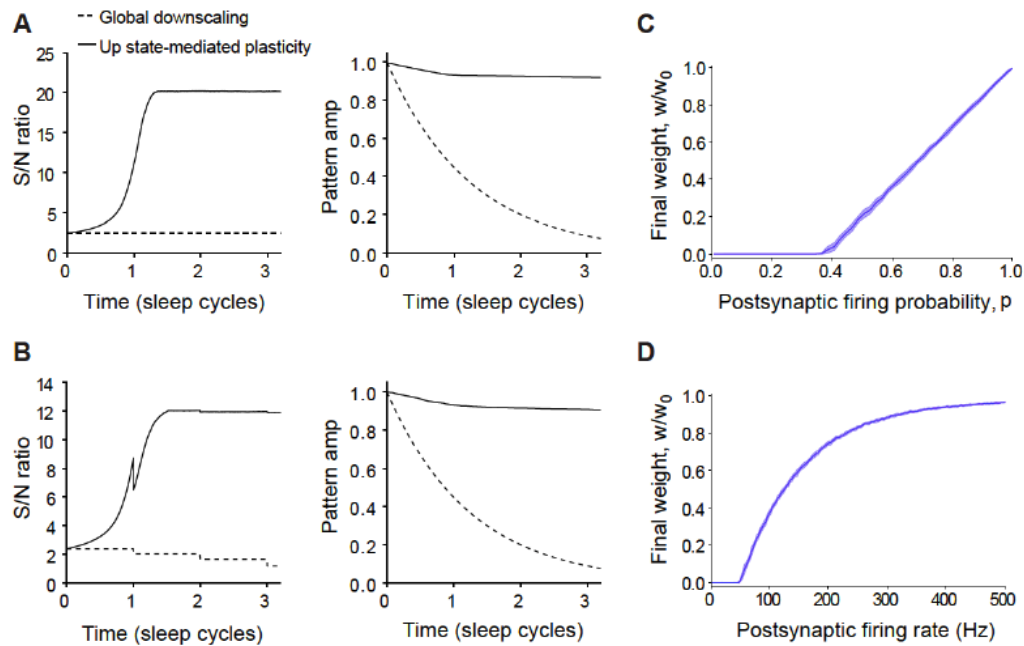 A
Global downscaling
Up state-mediated plasticity
25
20
15
10
5
0
S/N ratio
0 1 2 3
Time (sleep cycles)
1.0
0.8
0.6
0.4
0.2
0.0
Pattern amp
0 1 2 3
Time (sleep cycles)
C
1.0
0.8
0.6
0.4
0.2
0.0
Final weight, w/w0
0.0 0.2 0.4 0.6 0.8 1.0
Postsynaptic firing probability, p
B
14
12
10
8
6
4
2
0
S/N ratio
0 1 2 3
Time (sleep cycles)
1.0
0.8
0.6
0.4
0.2
0.0
Pattern amp
0 1 2 3
Time (sleep cycles)
D
1.0
0.8
0.6
0.4
0.2
0.0
Final weight, w/w0
0 100 200 300 400 500
Postsynaptic firing rate (Hz)